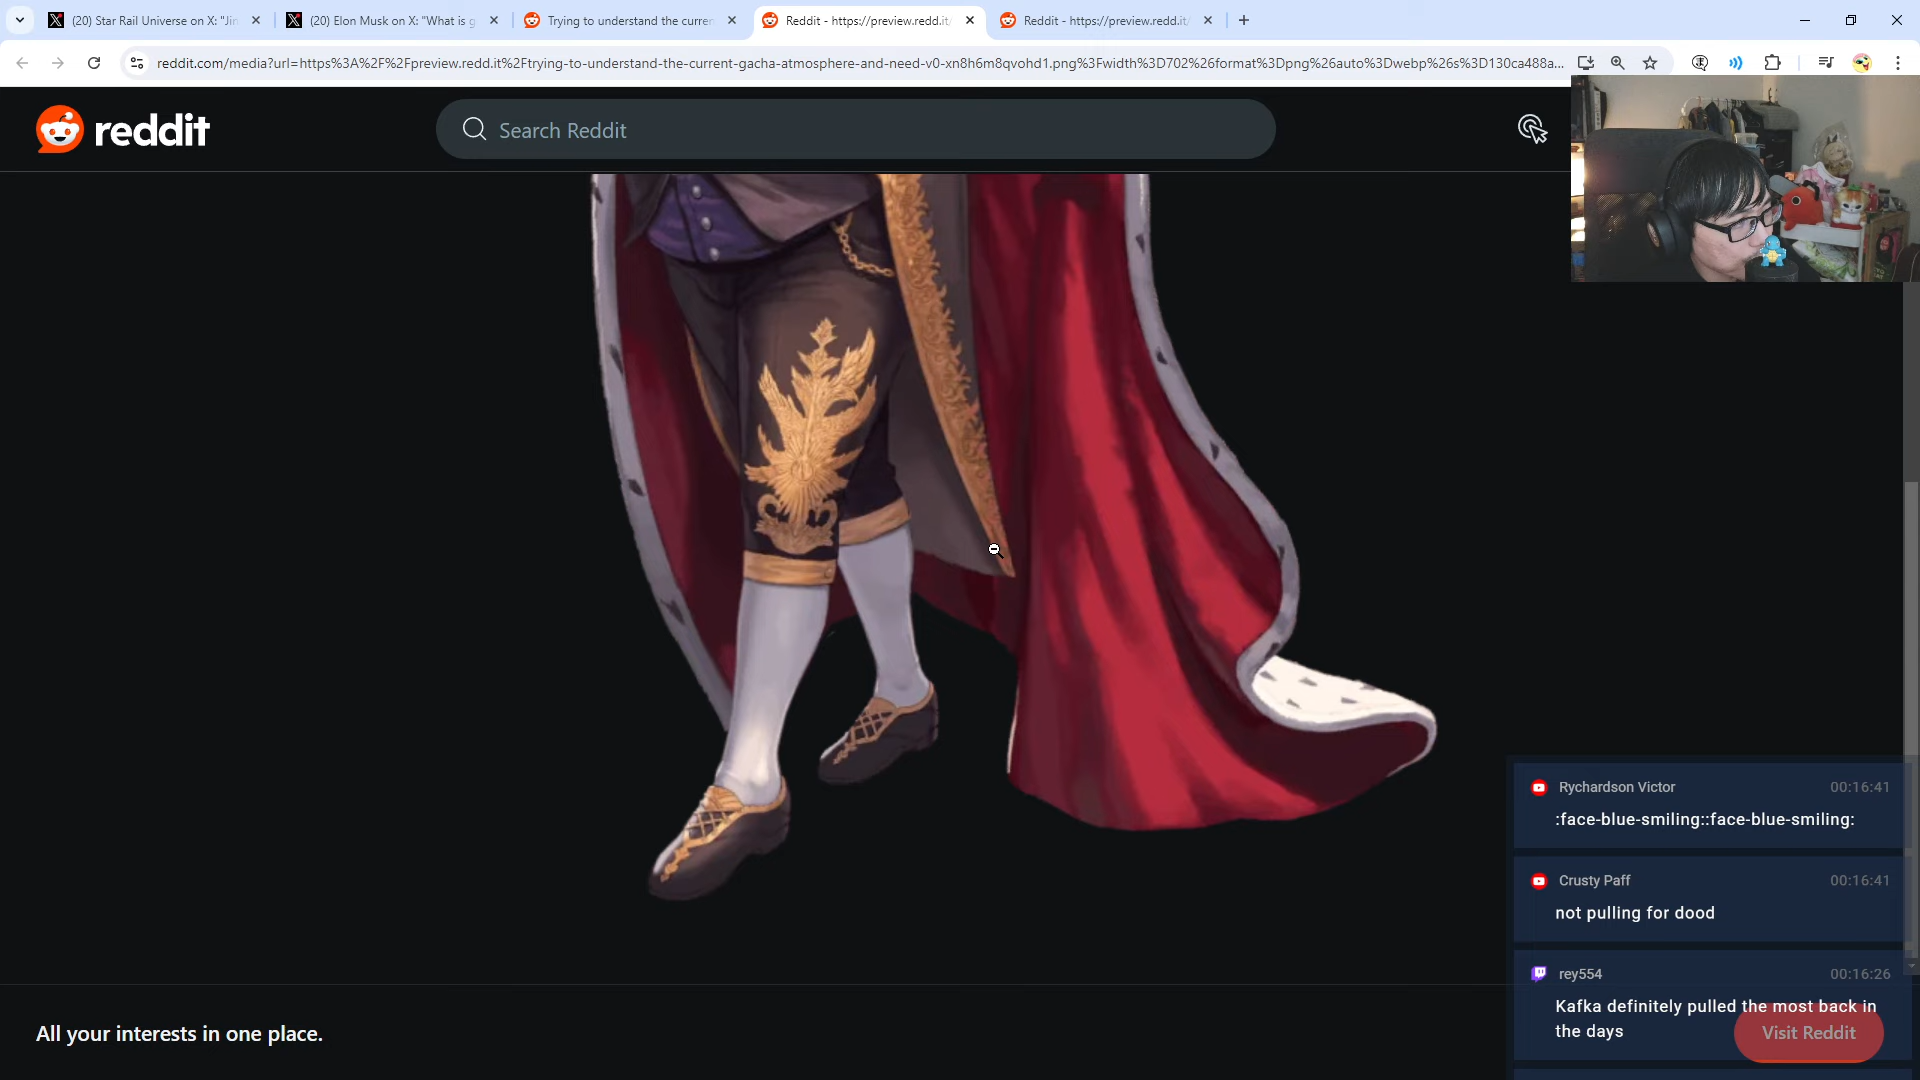 (20) Star Rail Universe on X: "Jin
(20) Elon Musk on X: "What is g
Trying to understand the curren
Reddit - https://preview.redd.it/
Reddit - https://preview.redd.it/
reddit.com/media?url=https%3A%2F%2Fpreview.redd.it%2Ftrying-to-understand-the-current-gacha-atmosphere-and-need-v0-xn8h6m8qvohd1.png%3Fwidth%3D702%26format%3Dpng%26auto%3Dwebp%26s%3D130ca488a...
reddit
Search Reddit
Rychardson Victor 00:16:41
:face-blue-smiling::face-blue-smiling:
Crusty Paff 00:16:41
not pulling for dood
rey554 00:16:26
Kafka definitely pulled the most back in
the days
All your interests in one place.
Visit Reddit